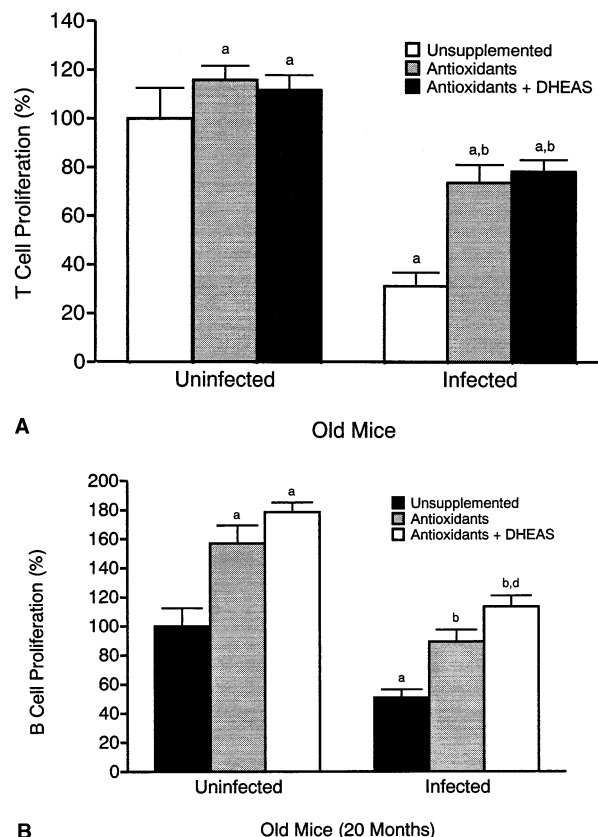 140
120
100
80
60
40
20
0
T Cell Proliferation (%)
Unsupplemented
Antioxidants
Antioxidants + DHEAS
a
a
a
a,b
a,b
Uninfected
Infected
A
Old Mice
200
180
160
140
120
100
80
60
40
20
0
B Cell Proliferation (%)
Unsupplemented
Antioxidants
Antioxidants + DHEAS
a
a
a
b
b,d
Uninfected
Infected
B
Old Mice (20 Months)